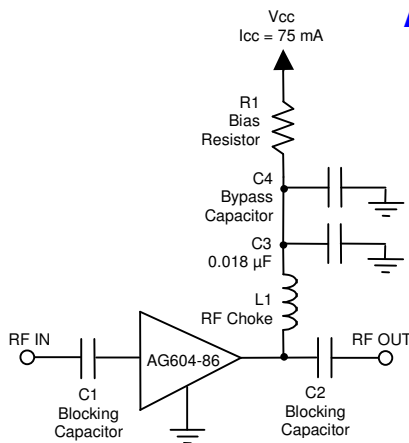 Vcc
Icc = 75 mA
R1
Bias
Resistor
C4
Bypass
Capacitor
C3
0.018 µF
L1
RF Choke
RF IN
AG604-86
RF OUT
C1
Blocking
Capacitor
C2
Blocking
Capacitor